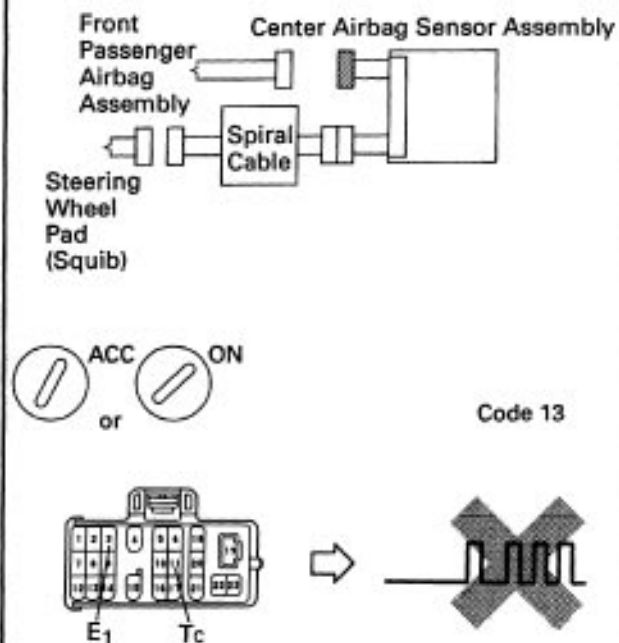 Front
Passenger
Airbag
Assembly
Center Airbag Sensor Assembly
Spiral
Cable
Steering
Wheel
Pad
(Squib)
ACC
ON
or
Code 13
E1
Tc